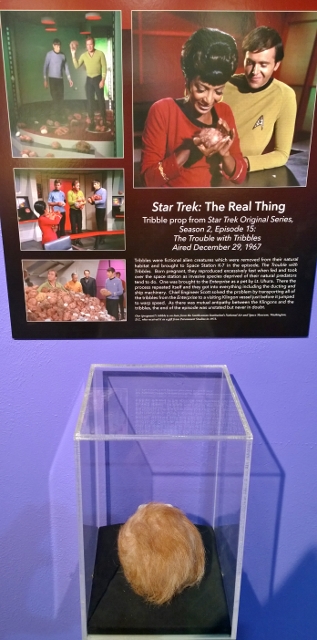 Star Trek: The Real Thing
Tribble prop from Star Trek Original Series,
Season 2, Episode 15:
The Trouble with Tribbles
Aired December 29, 1967
Tribbles were fictional alien creatures which were removed from their natural
habitat and brought to Space Station K-7 in the episode, The Trouble with
Tribbles. Born pregnant, they reproduced excessively fast when fed and took
over the space station as invasive species deprived of their natural predators
tend to do. One was brought to the Enterprise as a pet by Lt. Uhura. There the
process repeated itself and they got into everything including the ducting and
ship machinery. Chief Engineer Scott solved the problem by transporting all of
the tribbles from the Enterprise to a visiting Klingon vessel just before it jumped
to warp speed. As there was mutual antipathy between the Klingons and the
tribbles, the end of the episode was unstated but never in doubt.